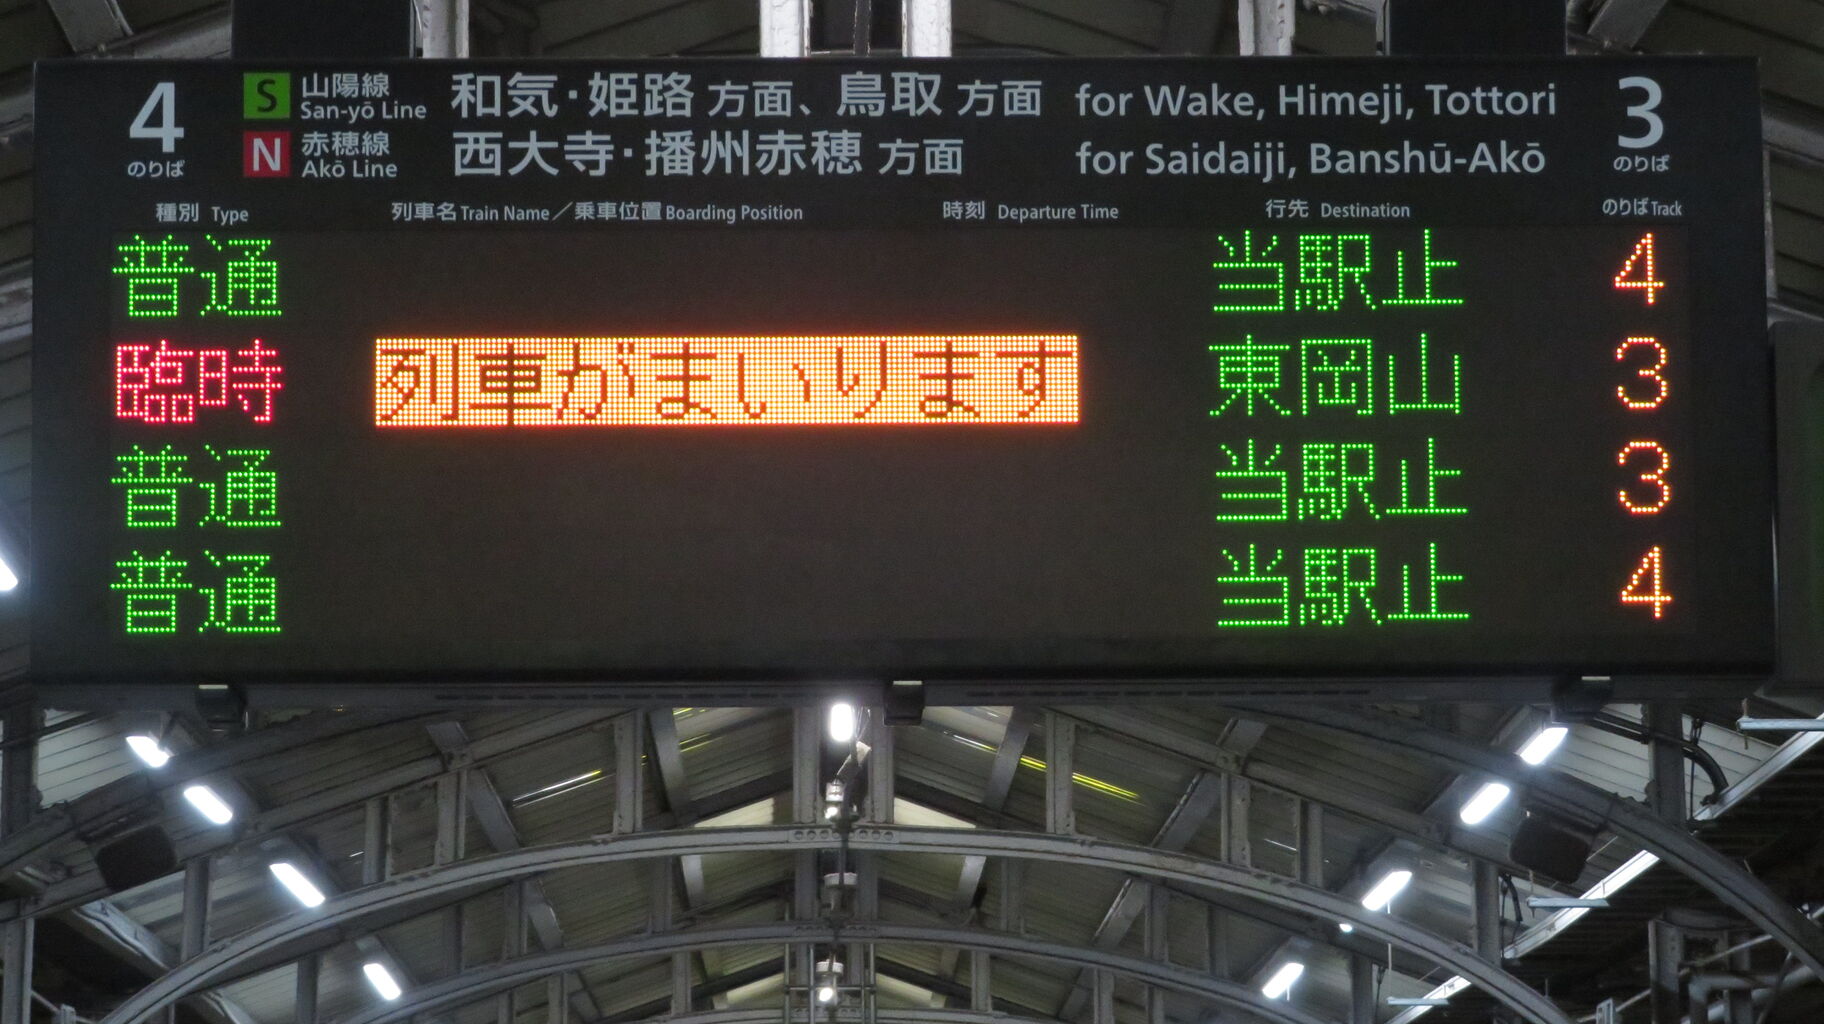 4 のりば
S 山陽線 San-yō Line 和気・姫路 方面、鳥取 方面 for Wake, Himeji, Tottori
N 赤穂線 Akō Line 西大寺・播州赤穂 方面 for Saidaiji, Banshū-Akō
3 のりば
種別 Type 列車名 Train Name／乗車位置 Boarding Position 時刻 Departure Time 行先 Destination のりば Track
普通 当駅止 4
臨時 列車がまいります 東岡山 3
普通 当駅止 3
普通 当駅止 4